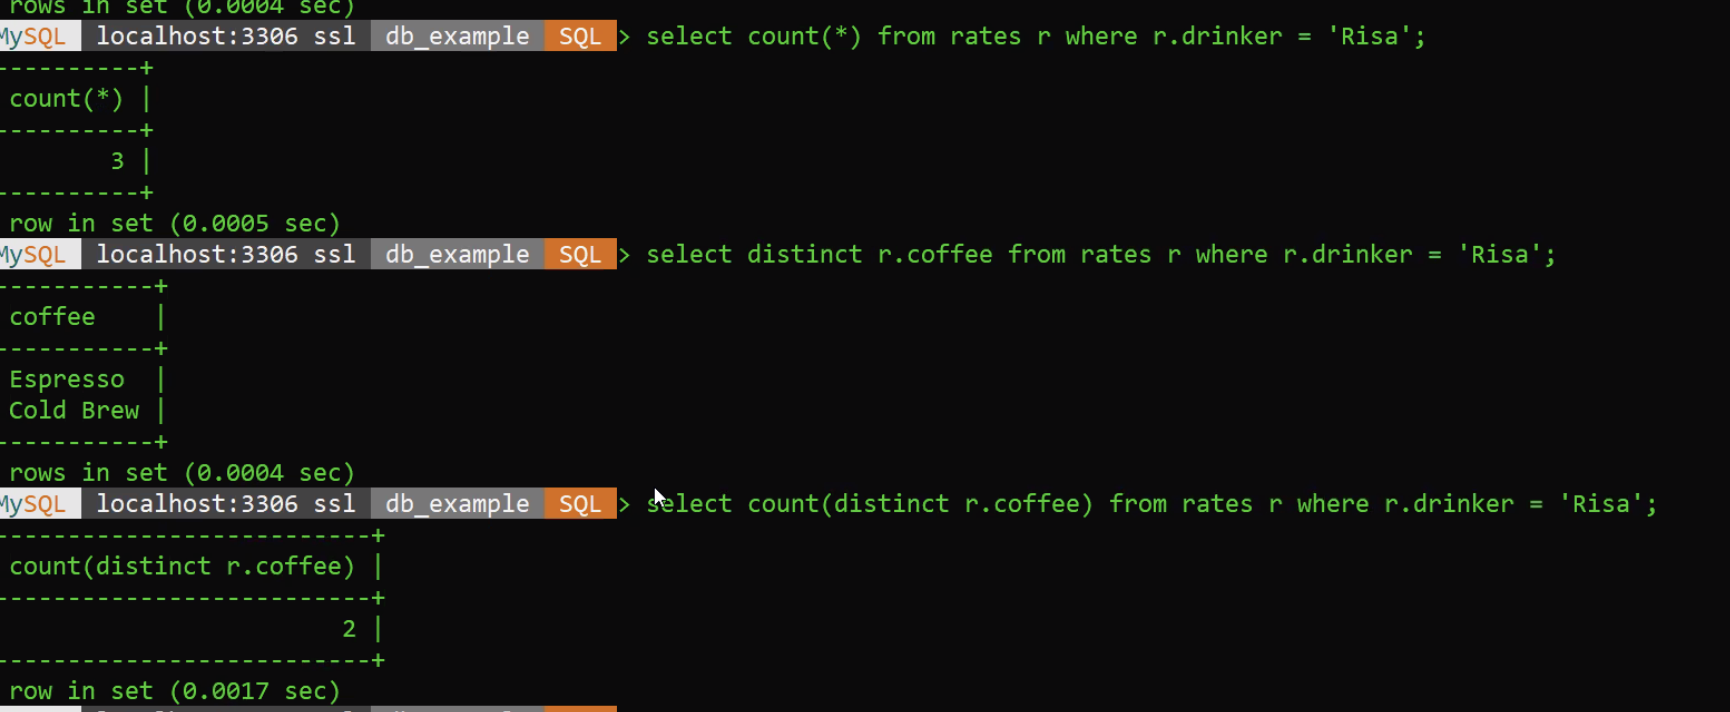 rows in set (0.0004 sec)
MySQL localhost:3306 ssl db_example SQL > select count(*) from rates r where r.drinker = 'Risa';
----------+
count(*) |
----------+
3 |
----------+
row in set (0.0005 sec)
MySQL localhost:3306 ssl db_example SQL > select distinct r.coffee from rates r where r.drinker = 'Risa';
-----------+
coffee |
-----------+
Espresso |
Cold Brew |
-----------+
rows in set (0.0004 sec)
MySQL localhost:3306 ssl db_example SQL > select count(distinct r.coffee) from rates r where r.drinker = 'Risa';
--------------------------+
count(distinct r.coffee) |
--------------------------+
2 |
--------------------------+
row in set (0.0017 sec)